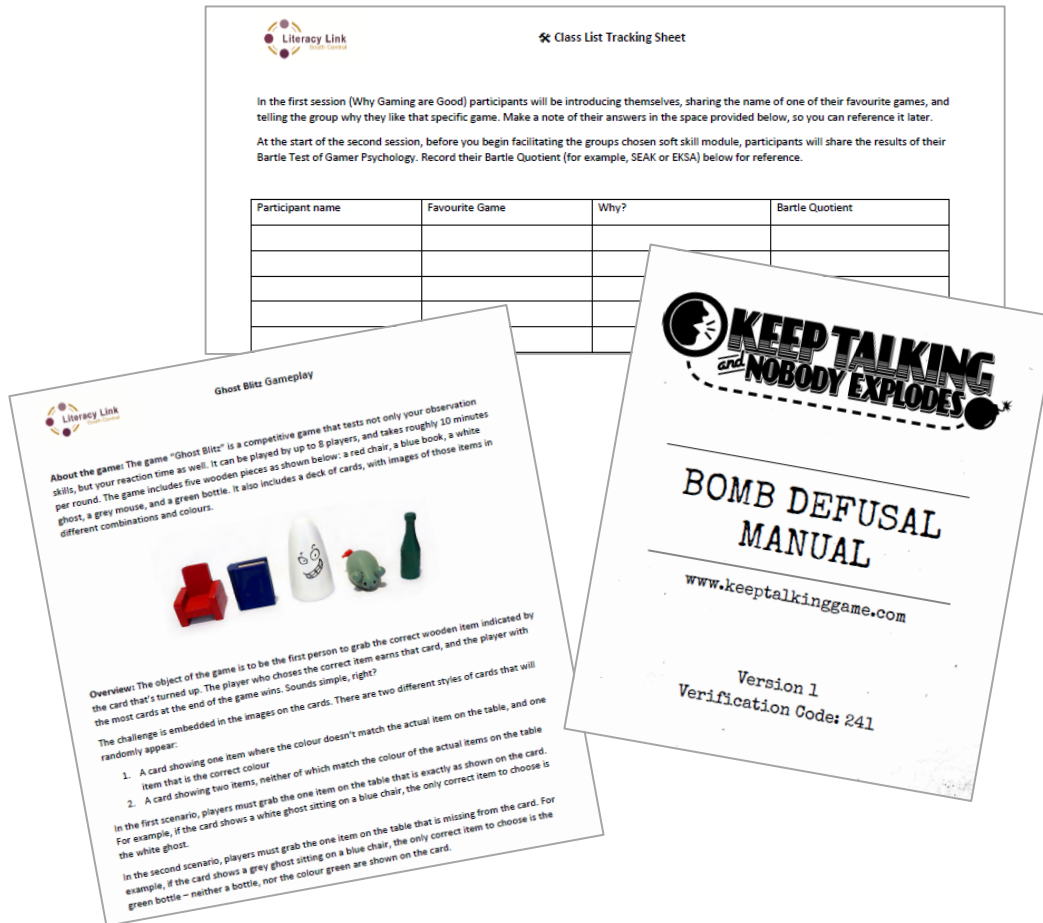 Literacy Link
South Central
🛠 Class List Tracking Sheet
In the first session (Why Gaming are Good) participants will be introducing themselves, sharing the name of one of their favourite games, and
telling the group why they like that specific game. Make a note of their answers in the space provided below, so you can reference it later.
At the start of the second session, before you begin facilitating the groups chosen soft skill module, participants will share the results of their
Bartle Test of Gamer Psychology. Record their Bartle Quotient (for example, SEAK or EKSA) below for reference.
Participant name Favourite Game Why? Bartle Quotient
Ghost Blitz Gameplay
Literacy Link
South Central
About the game: The game "Ghost Blitz" is a competitive game that tests not only your observation
skills, but your reaction time as well. It can be played by up to 8 players, and takes roughly 10 minutes
per round. The game includes five wooden pieces as shown below: a red chair, a blue book, a white
ghost, a grey mouse, and a green bottle. It also includes a deck of cards, with images of those items in
different combinations and colours.
Overview: The object of the game is to be the first person to grab the correct wooden item indicated by
the card that's turned up. The player who choses the correct item earns that card, and the player with
the most cards at the end of the game wins. Sounds simple, right?
The challenge is embedded in the images on the cards. There are two different styles of cards that will
randomly appear:
1. A card showing one item where the colour doesn't match the actual item on the table, and one
item that is the correct colour
2. A card showing two items, neither of which match the colour of the actual items on the table
In the first scenario, players must grab the one item on the table that is exactly as shown on the card.
For example, if the card shows a white ghost sitting on a blue chair, the only correct item to choose is
the white ghost.
In the second scenario, players must grab the one item on the table that is missing from the card. For
example, if the card shows a grey ghost sitting on a blue chair, the only correct item to choose is the
green bottle – neither a bottle, nor the colour green are shown on the card.
KEEP TALKING
and NOBODY EXPLODES
BOMB DEFUSAL
MANUAL
www.keeptalkinggame.com
Version 1
Verification Code: 241